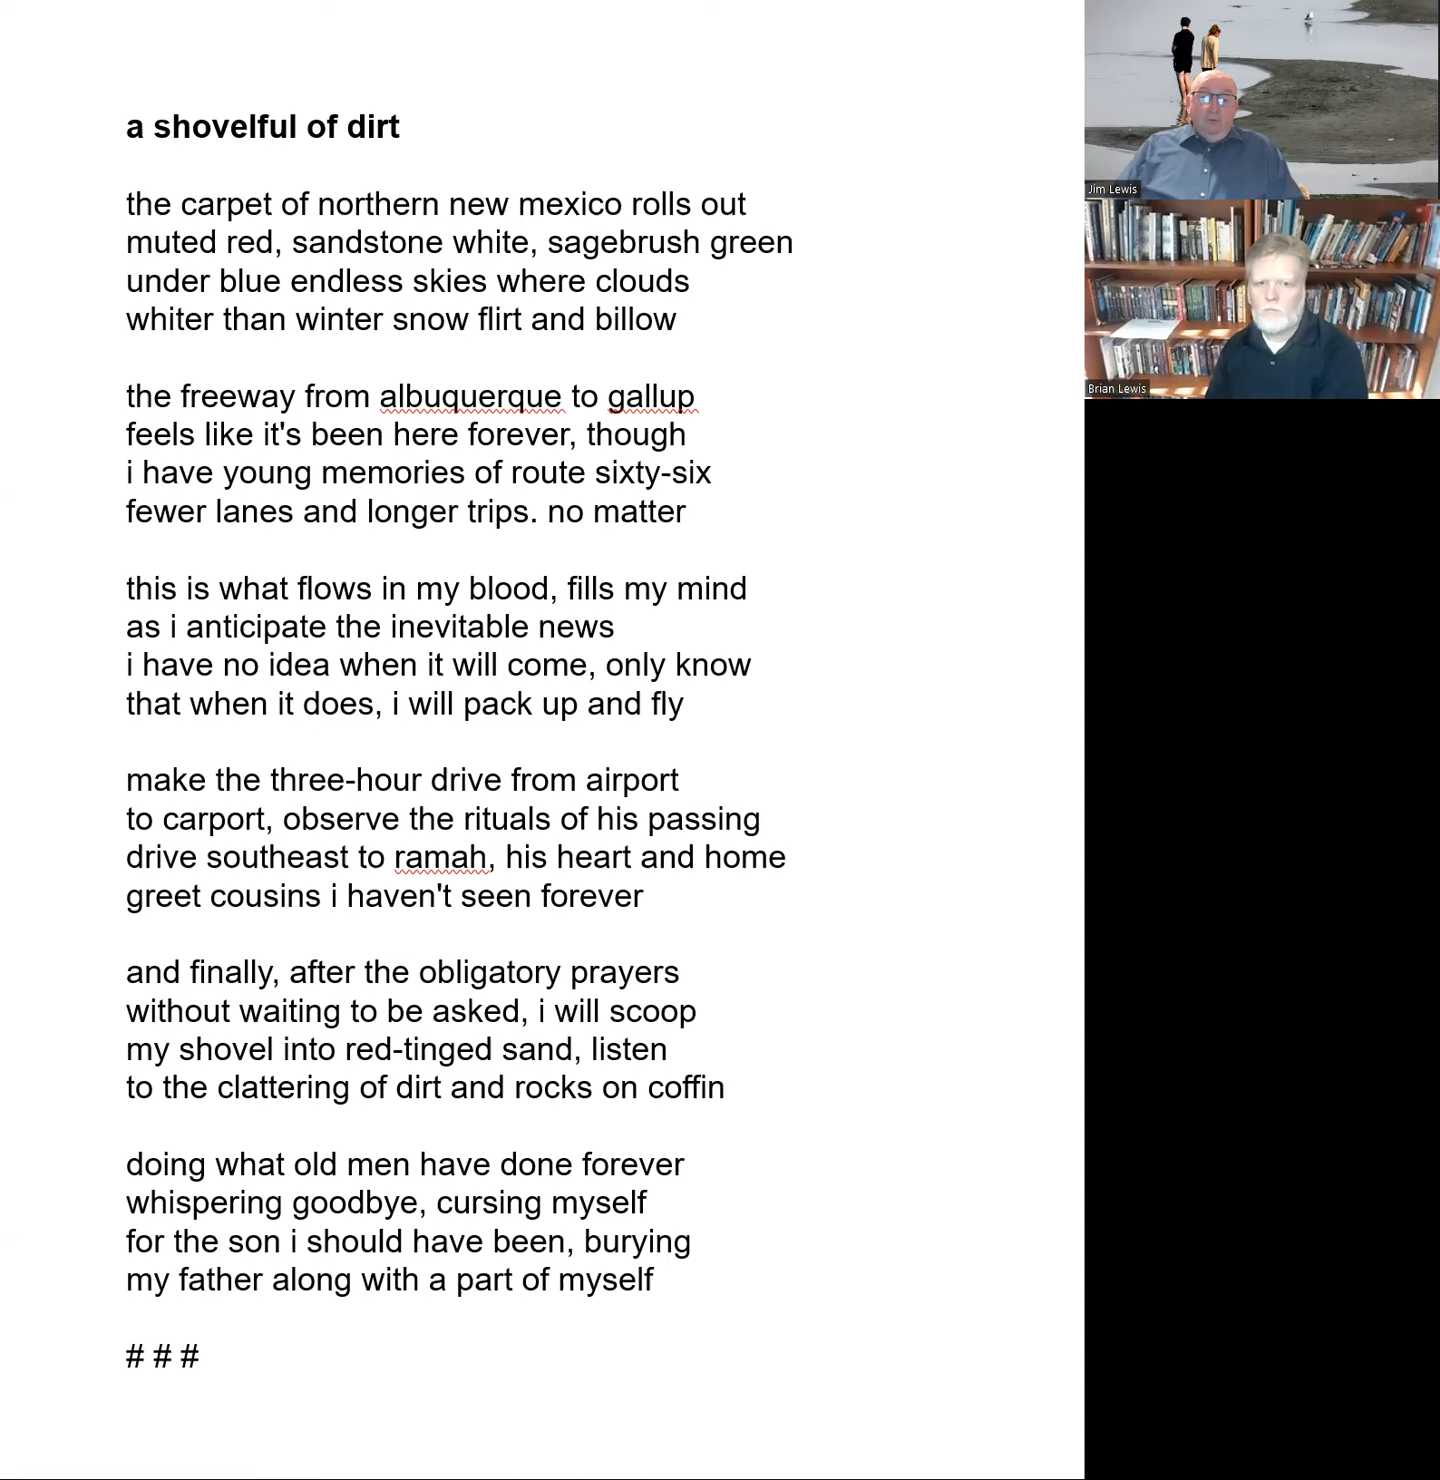 a shovelful of dirt
the carpet of northern new mexico rolls out
muted red, sandstone white, sagebrush green
under blue endless skies where clouds
whiter than winter snow flirt and billow
the freeway from albuquerque to gallup
feels like it's been here forever, though
i have young memories of route sixty-six
fewer lanes and longer trips. no matter
this is what flows in my blood, fills my mind
as i anticipate the inevitable news
i have no idea when it will come, only know
that when it does, i will pack up and fly
make the three-hour drive from airport
to carport, observe the rituals of his passing
drive southeast to ramah, his heart and home
greet cousins i haven't seen forever
and finally, after the obligatory prayers
without waiting to be asked, i will scoop
my shovel into red-tinged sand, listen
to the clattering of dirt and rocks on coffin
doing what old men have done forever
whispering goodbye, cursing myself
for the son i should have been, burying
my father along with a part of myself
# # #
Jim Lewis
Brian Lewis